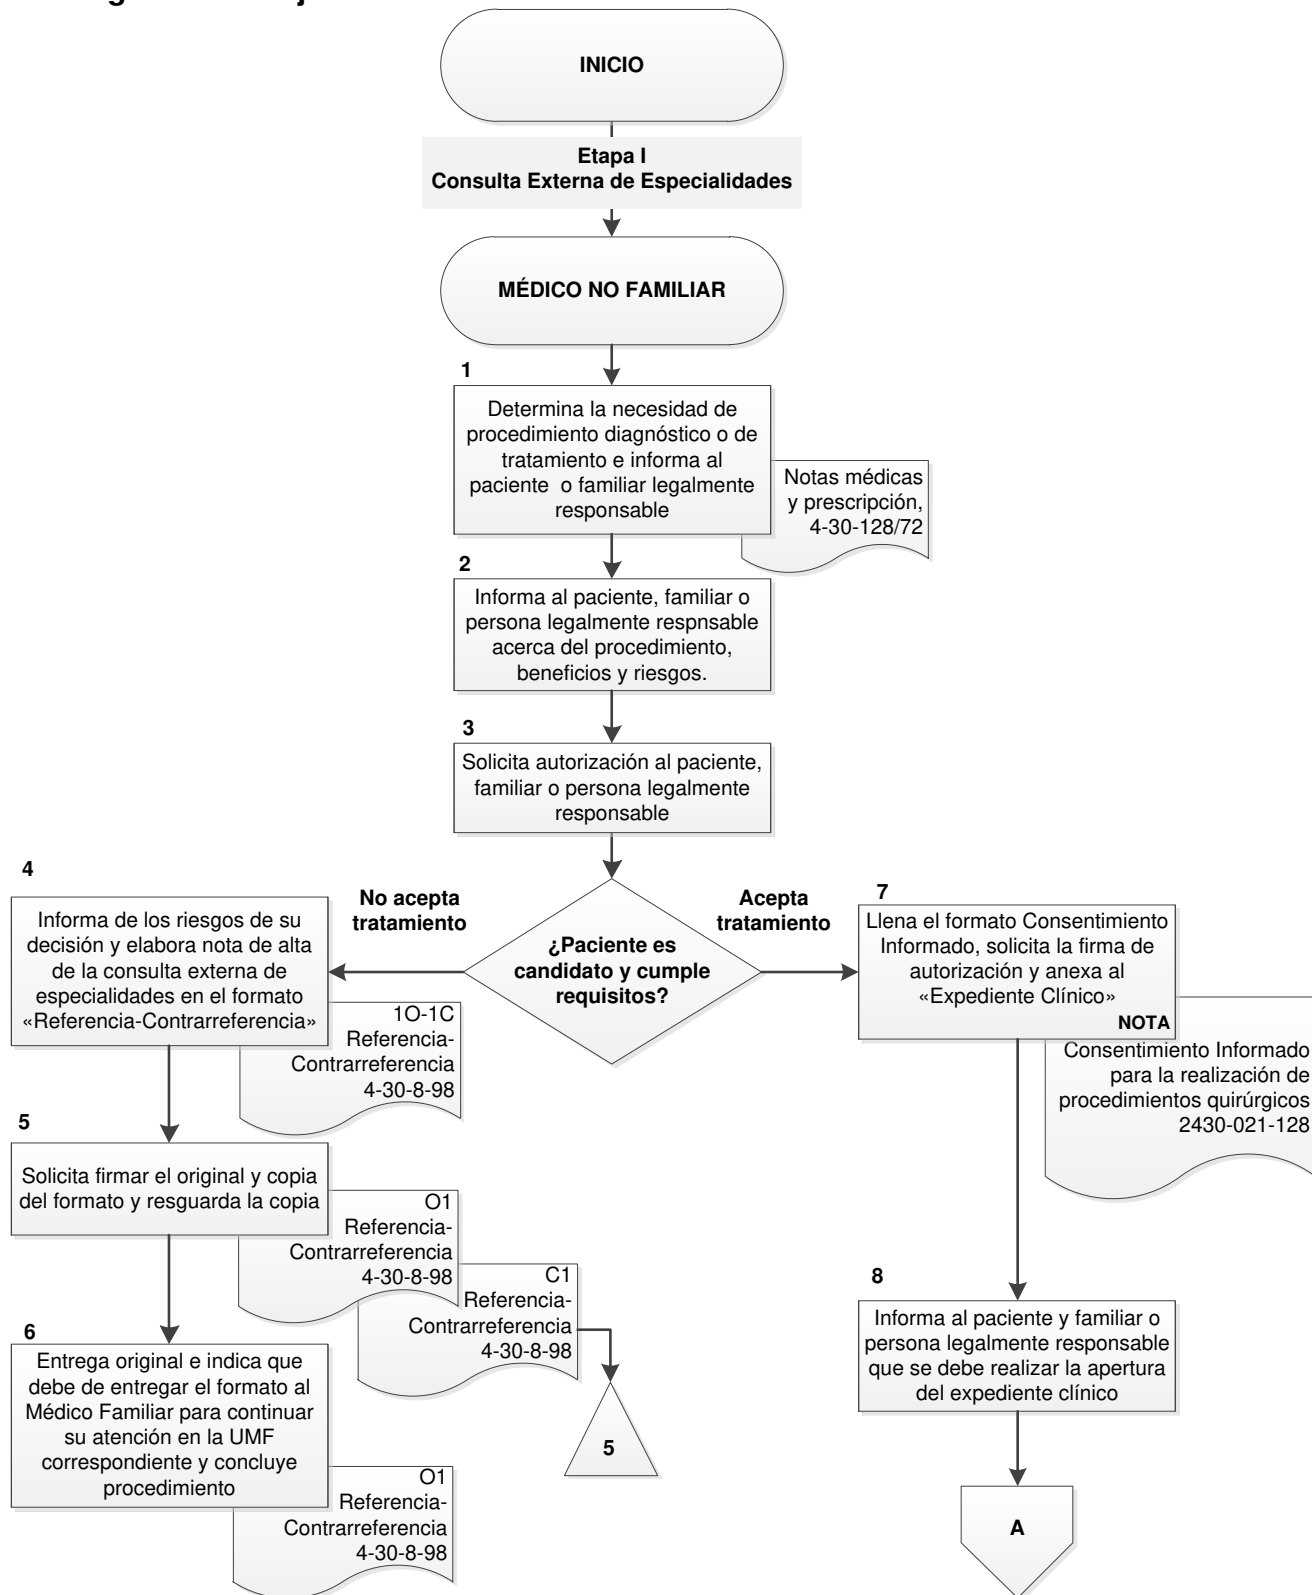 INICIO
Etapa I
Consulta Externa de Especialidades
MÉDICO NO FAMILIAR
1
Determina la necesidad de
procedimiento diagnóstico o de
tratamiento e informa al
paciente o familiar legalmente
responsable
Notas médicas
y prescripción,
4-30-128/72
2
Informa al paciente, familiar o
persona legalmente respnsable
acerca del procedimiento,
beneficios y riesgos.
3
Solicita autorización al paciente,
familiar o persona legalmente
responsable
¿Paciente es
candidato y cumple
requisitos?
No acepta
tratamiento
4
Informa de los riesgos de su
decisión y elabora nota de alta
de la consulta externa de
especialidades en el formato
«Referencia-Contrarreferencia»
1O-1C
Referencia-
Contrarreferencia
4-30-8-98
5
Solicita firmar el original y copia
del formato y resguarda la copia
O1
Referencia-
Contrarreferencia
4-30-8-98
C1
Referencia-
Contrarreferencia
4-30-8-98
5
6
Entrega original e indica que
debe de entregar el formato al
Médico Familiar para continuar
su atención en la UMF
correspondiente y concluye
procedimiento
O1
Referencia-
Contrarreferencia
4-30-8-98
Acepta
tratamiento
7
Llena el formato Consentimiento
Informado, solicita la firma de
autorización y anexa al
«Expediente Clínico»
NOTA
Consentimiento Informado
para la realización de
procedimientos quirúrgicos
2430-021-128
8
Informa al paciente y familiar o
persona legalmente responsable
que se debe realizar la apertura
del expediente clínico
A